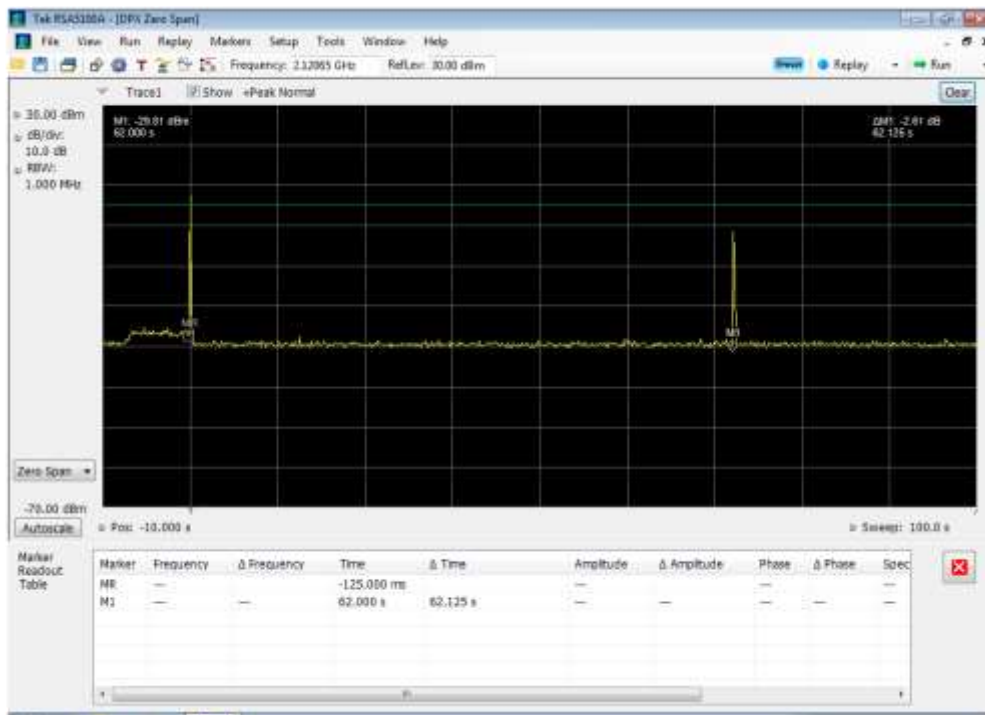 Tek RSA5100A - [DPX Zero Span]
File View Run Replay Markers Setup Tools Window Help
Frequency: 2.12065 GHz RefLev: 30.00 dBm Preset Replay Run
Trace1 Show +Peak Normal Clear
30.00 dBm
dB/div:
10.0 dB
RBW:
1.000 MHz
M1: -29.81 dBm
62.000 s
ΔM1: -2.61 dB
62.125 s
MR
M1
Zero Span
-70.00 dBm
Autoscale Pos: -10.000 s Sweep: 100.0 s
Marker
Readout
Table
Marker Frequency Δ Frequency Time Δ Time Amplitude Δ Amplitude Phase Δ Phase Spec
MR --- -125.000 ms --- --- ---
M1 --- --- 62.000 s 62.125 s --- --- --- --- ---